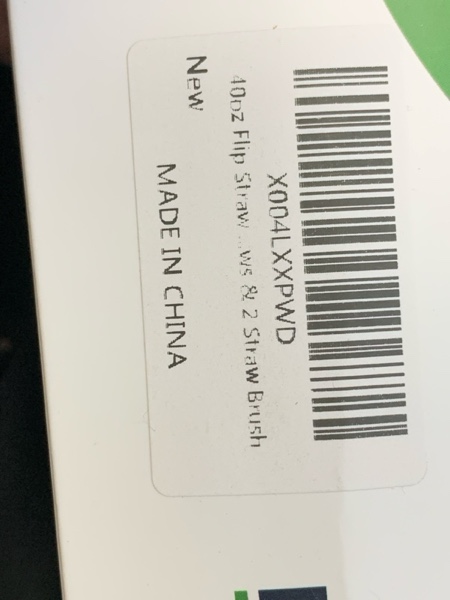 X004LXXPWD
40oz Flip Straw ...ws & 2 Straw Brush
New
MADE IN CHINA